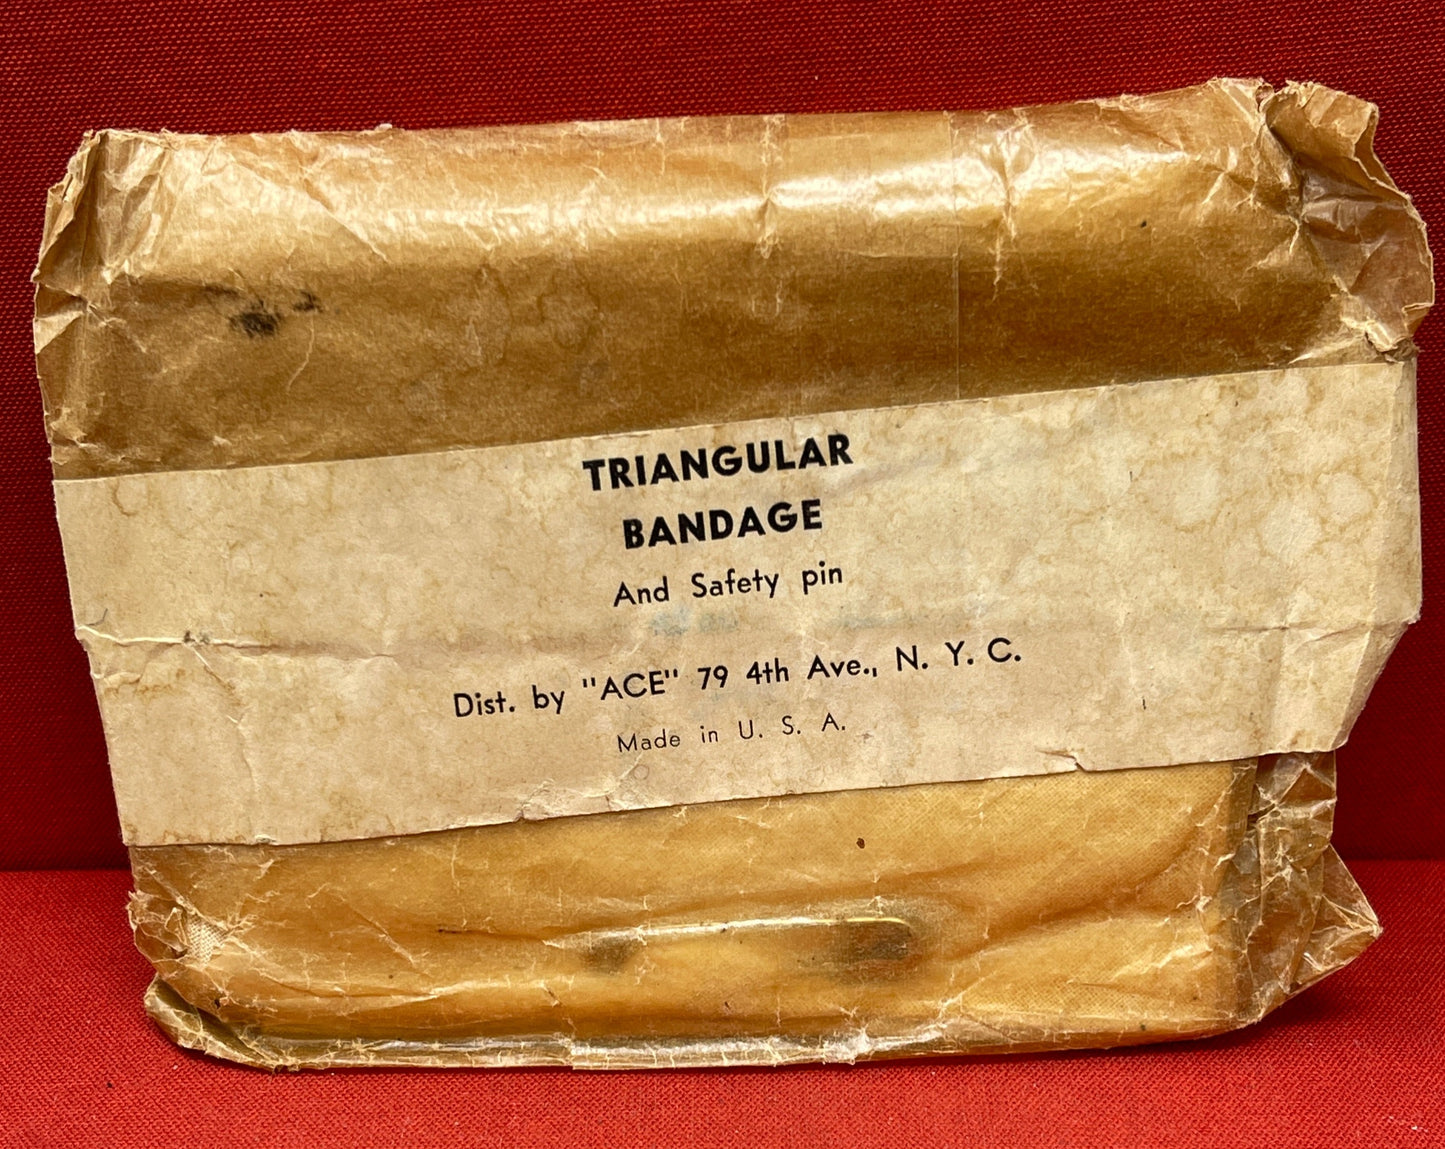 TRIANGULAR
BANDAGE
And Safety pin
Dist. by "ACE" 79 4th Ave., N. Y. C.
Made in U. S. A.